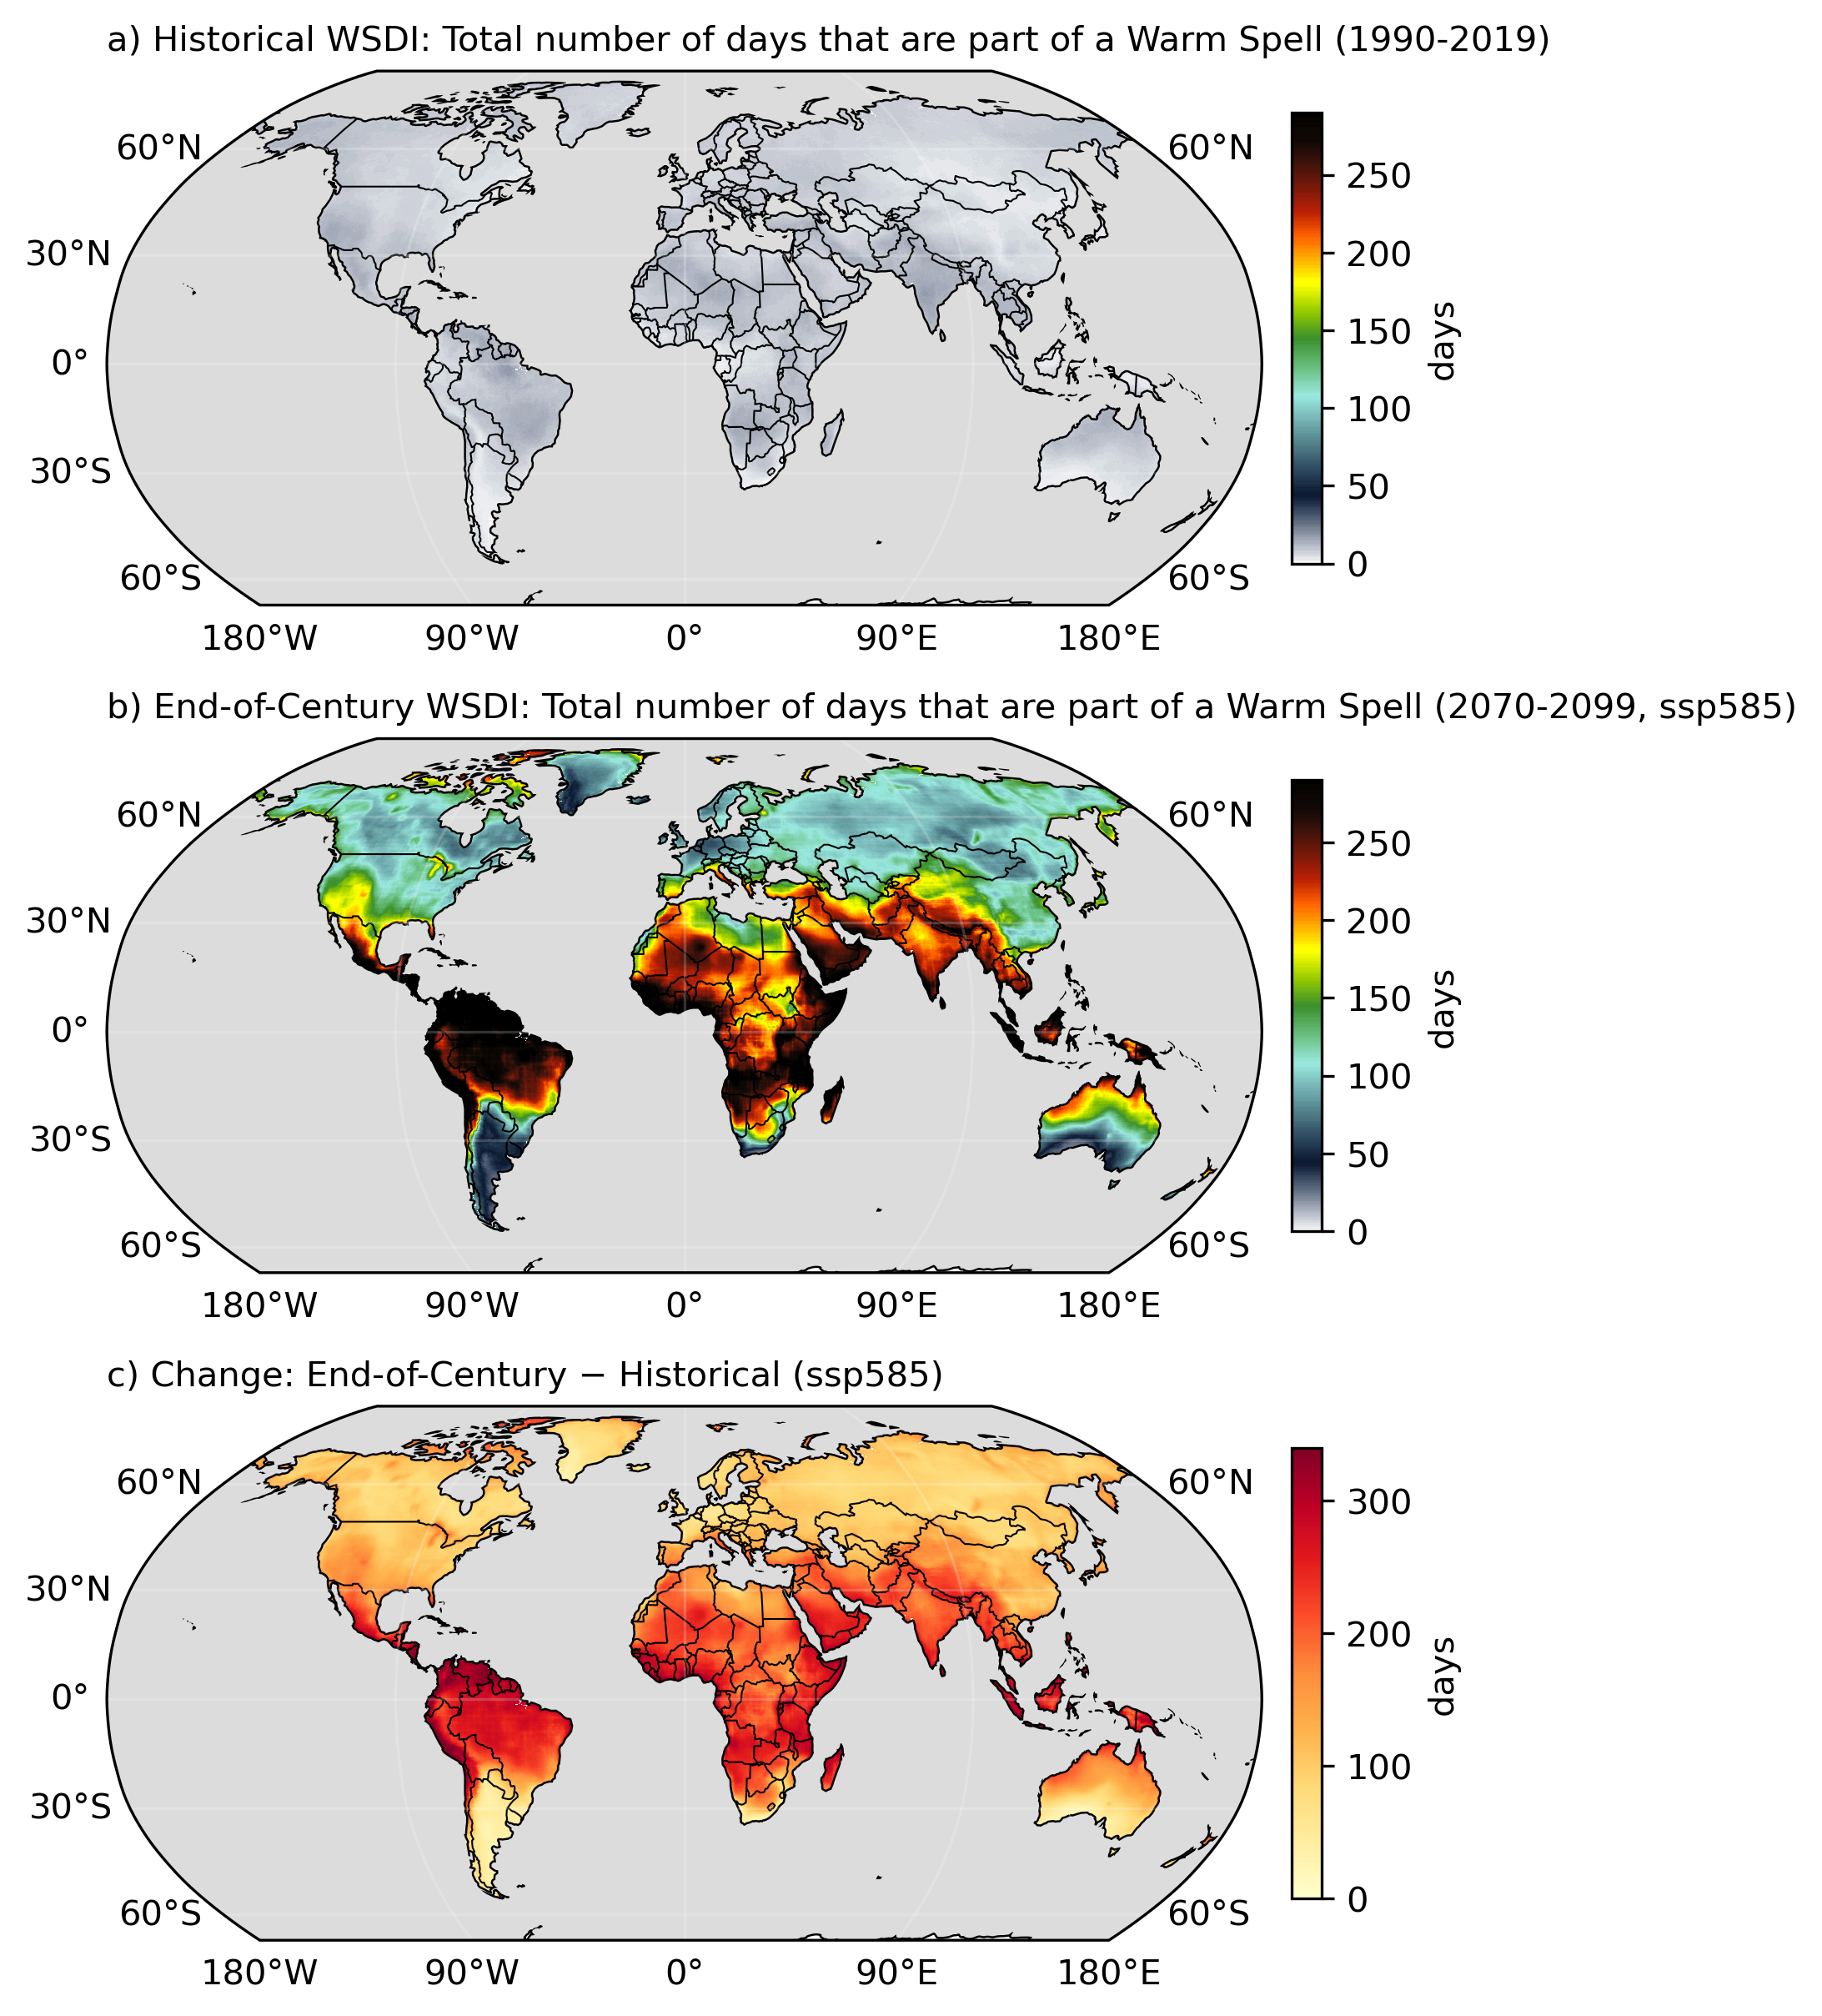 a) Historical WSDI: Total number of days that are part of a Warm Spell (1990-2019)
60°N
60°N
30°N
0°
30°S
60°S
60°S
180°W
90°W
0°
90°E
180°E
250
200
150
100
50
0
days
b) End-of-Century WSDI: Total number of days that are part of a Warm Spell (2070-2099, ssp585)
60°N
60°N
30°N
0°
30°S
60°S
60°S
180°W
90°W
0°
90°E
180°E
250
200
150
100
50
0
days
c) Change: End-of-Century − Historical (ssp585)
60°N
60°N
30°N
0°
30°S
60°S
60°S
180°W
90°W
0°
90°E
180°E
300
200
100
0
days